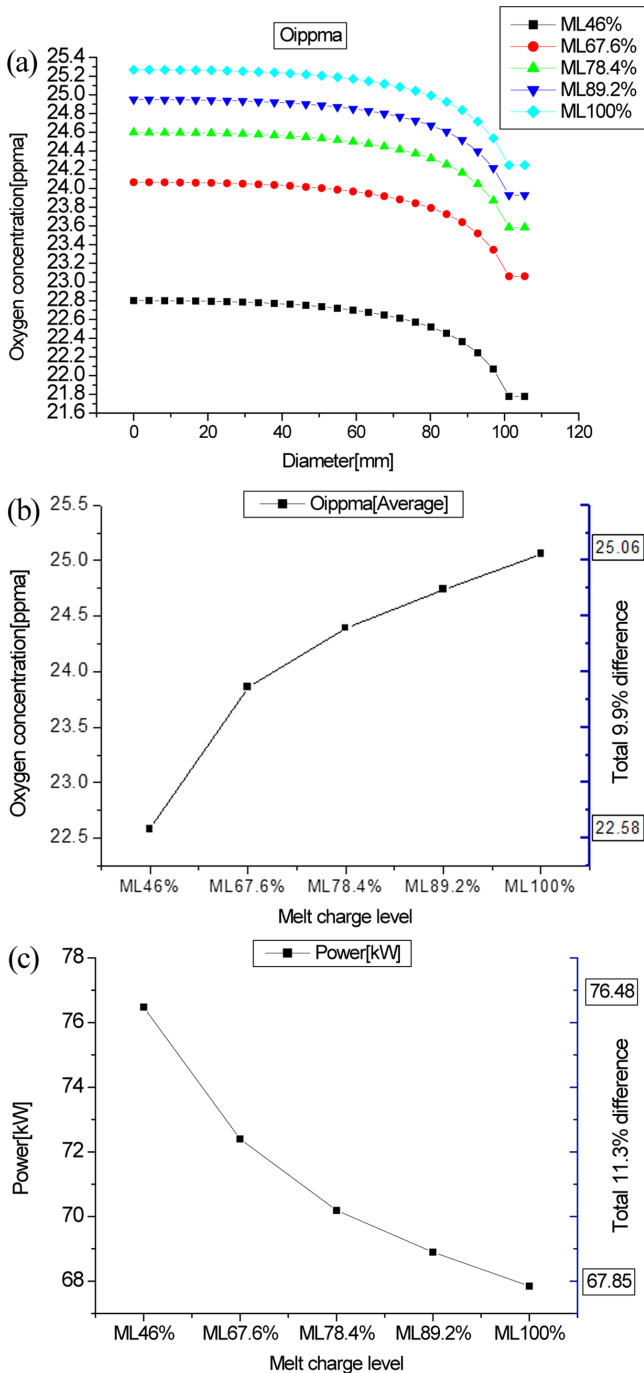 (a)
Oippma
ML46%
ML67.6%
ML78.4%
ML89.2%
ML100%
25.4
25.2
25.0
24.8
24.6
24.4
24.2
24.0
23.8
23.6
23.4
23.2
23.0
22.8
22.6
22.4
22.2
22.0
21.8
21.6
Oxygen concentration[ppma]
0 20 40 60 80 100 120
Diameter[mm]
(b)
Oippma[Average]
25.5
25.0
24.5
24.0
23.5
23.0
22.5
Oxygen concentration[ppma]
25.06
Total 9.9% difference
22.58
ML46% ML67.6% ML78.4% ML89.2% ML100%
Melt charge level
(c)
Power[kW]
78
76
74
72
70
68
Power[kW]
76.48
Total 11.3% difference
67.85
ML46% ML67.6% ML78.4% ML89.2% ML100%
Melt charge level